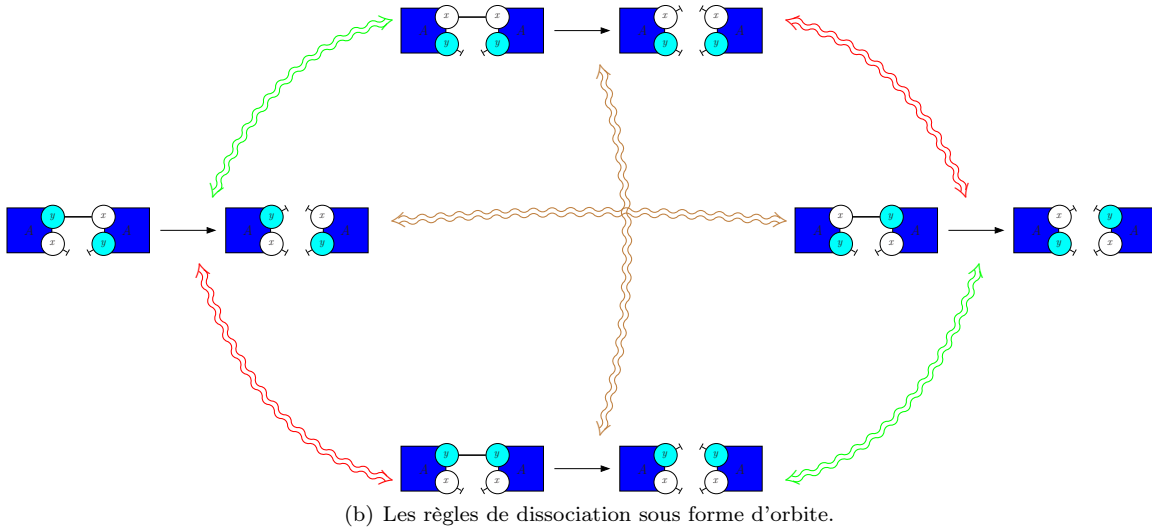 A x y x y A A x y x y A
A y x x y A A y x x y A A x y y x A A x y y x A
A y x y x A A y x y x A
(b) Les règles de dissociation sous forme d'orbite.